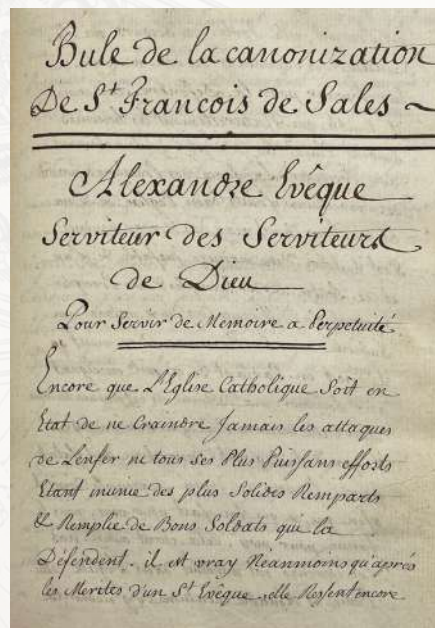 Bule de la canonization
De St Francois de Sales ~
Alexandre Evêque
Serviteur des Serviteurs
de Dieu
Pour Servir de Memoire a Perpetuité
Encore que L'Eglise Catholique Soit en
Etat de ne Craindre Jamais les attaques
de Lenfer ni tous ses Plus Puissans efforts
Etant munie des plus Solides Remparts
& Remplie de Bons Soldats qui la
Défendent. il est vray Neanmoins qu'aprés
les Merites d'un St Evêque, elle Ressent encore